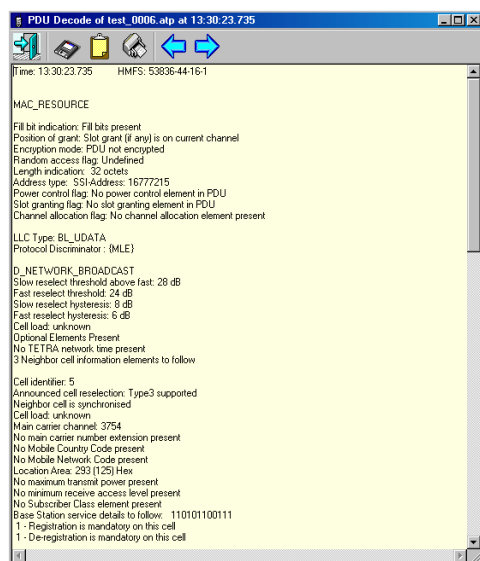 PDU Decode of test_0006.atp at 13:30:23.735
Time: 13:30:23.735 HMFS: 53836-44-16-1
MAC_RESOURCE
Fill bit indication: Fill bits present
Position of grant: Slot grant (if any) is on current channel
Encryption mode: PDU not encrypted
Random access flag: Undefined
Length indication: 32 octets
Address type: SSI-Address: 16777215
Power control flag: No power control element in PDU
Slot granting flag: No slot granting element in PDU
Channel allocation flag: No channel allocation element present
LLC Type: BL_UDATA
Protocol Discriminator : {MLE}
D_NETWORK_BROADCAST
Slow reselect threshold above fast: 28 dB
Fast reselect threshold: 24 dB
Slow reselect hysteresis: 8 dB
Fast reselect hysteresis: 6 dB
Cell load: unknown
Optional Elements Present
No TETRA network time present
3 Neighbor cell information elements to follow
Cell identifier: 5
Announced cell reselection: Type3 supported
Neighbor cell is synchronised
Cell load: unknown
Main carrier channel: 3754
No main carrier number extension present
No Mobile Country Code present
No Mobile Network Code present
Location Area: 293 (125) Hex
No maximum transmit power present
No minimum receive access level present
No Subscriber Class element present
Base Station service details to follow: 110101100111
1 - Registration is mandatory on this cell
1 - De-registration is mandatory on this cell